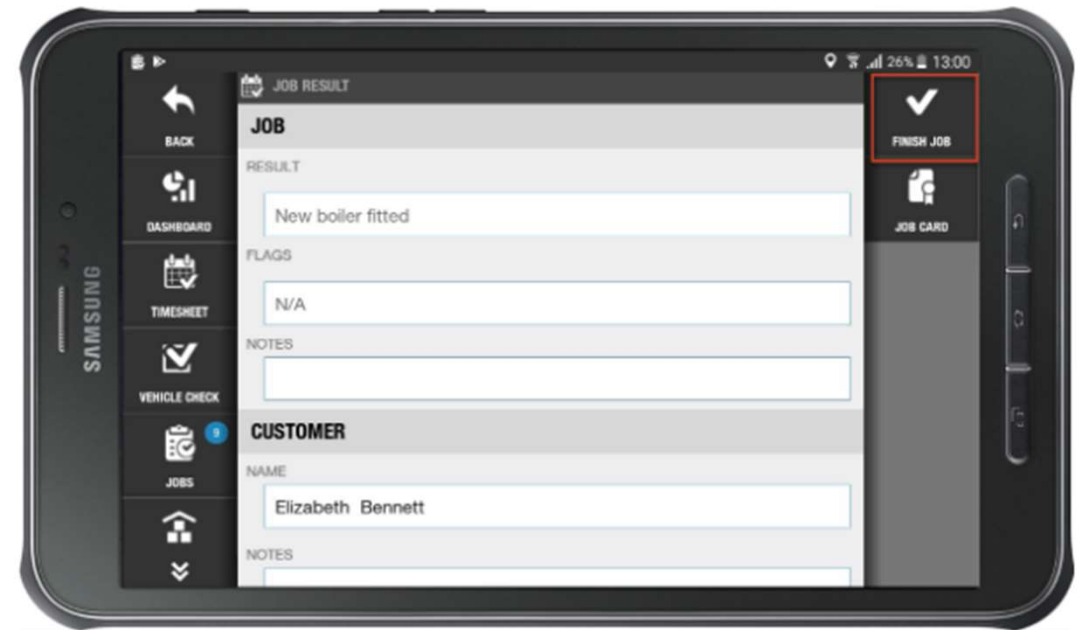 26% 13:00
JOB RESULT
BACK
DASHBOARD
TIMESHEET
VEHICLE CHECK
JOBS
9
JOB
RESULT
New boiler fitted
FLAGS
N/A
NOTES
CUSTOMER
NAME
Elizabeth Bennett
NOTES
FINISH JOB
JOB CARD
SAMSUNG